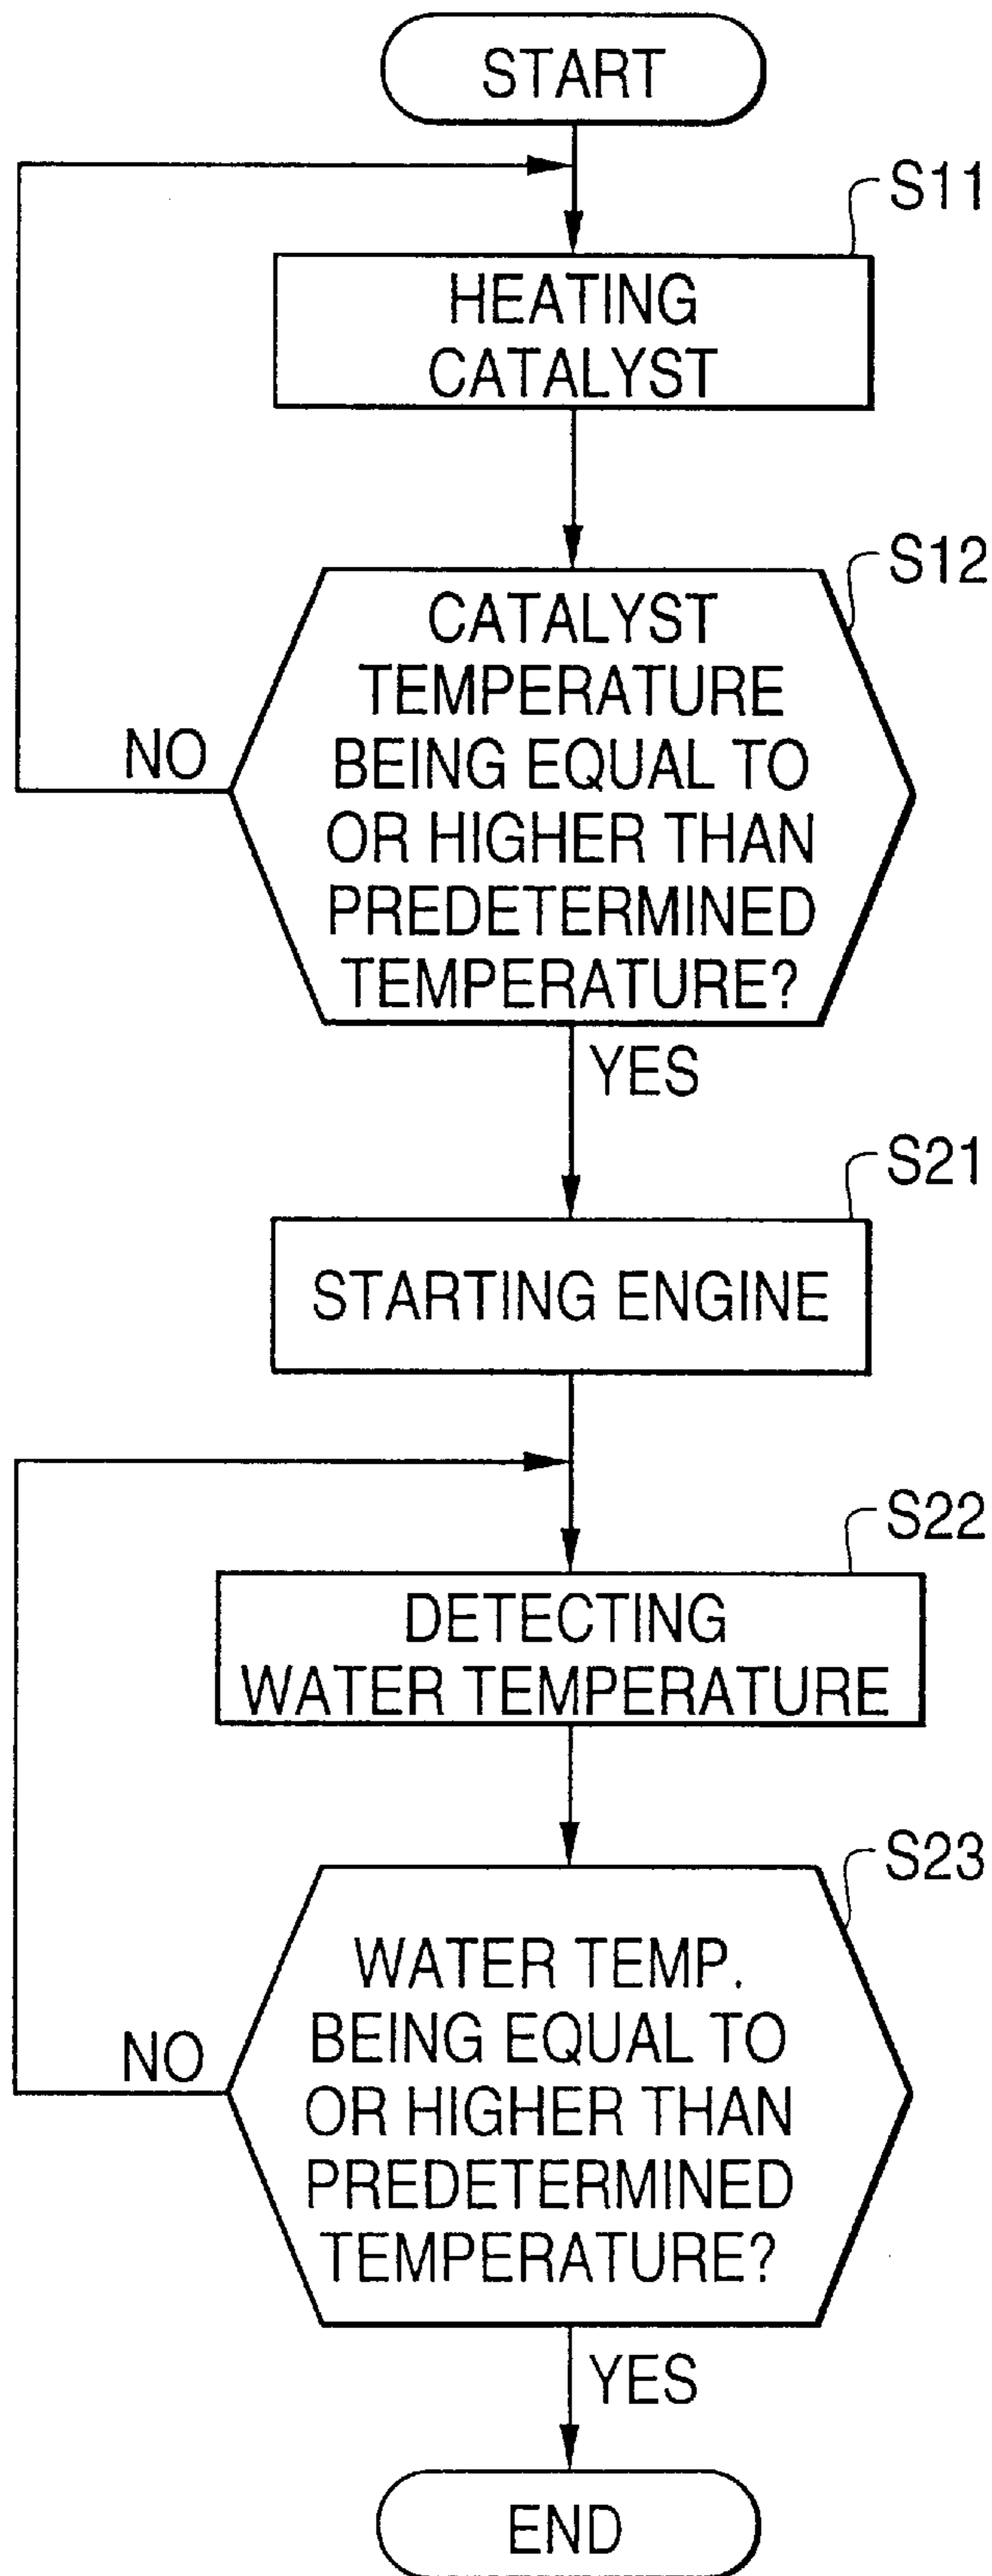 START
S11
HEATING
CATALYST
S12
CATALYST
TEMPERATURE
BEING EQUAL TO
OR HIGHER THAN
PREDETERMINED
TEMPERATURE?
NO
YES
S21
STARTING ENGINE
S22
DETECTING
WATER TEMPERATURE
S23
WATER TEMP.
BEING EQUAL TO
OR HIGHER THAN
PREDETERMINED
TEMPERATURE?
NO
YES
END